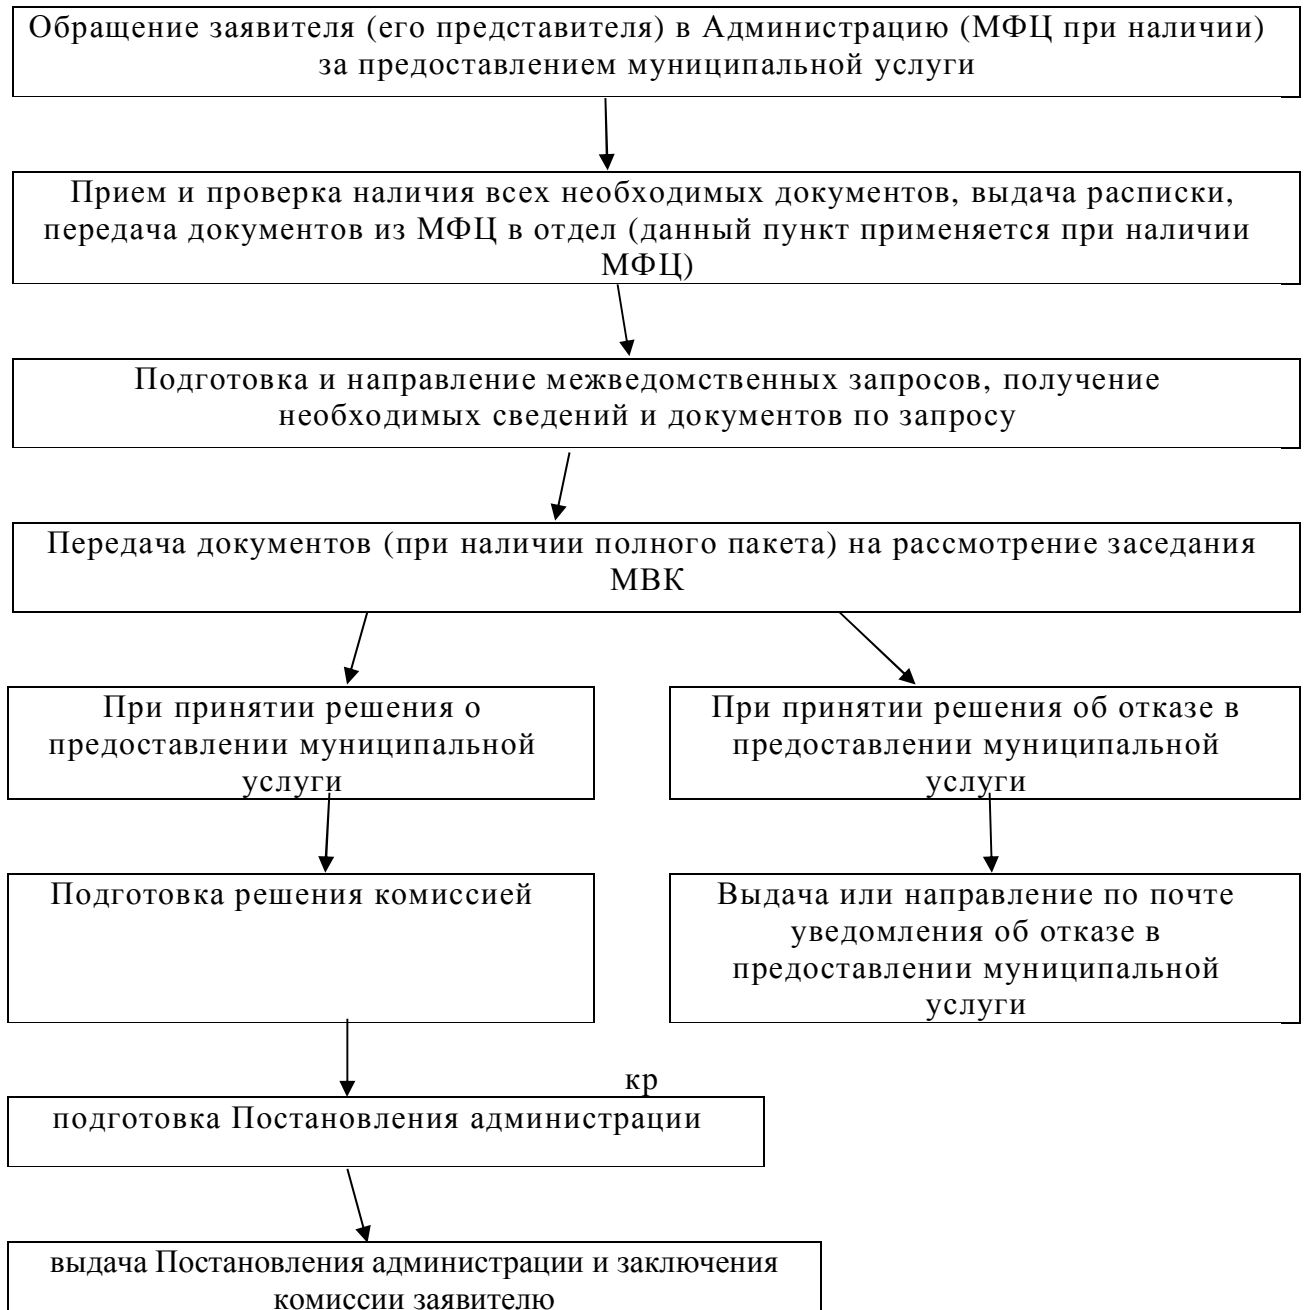 Обращение заявителя (его представителя) в Администрацию (МФЦ при наличии)
за предоставлением муниципальной услуги
Прием и проверка наличия всех необходимых документов, выдача расписки,
передача документов из МФЦ в отдел (данный пункт применяется при наличии
МФЦ)
Подготовка и направление межведомственных запросов, получение
необходимых сведений и документов по запросу
Передача документов (при наличии полного пакета) на рассмотрение заседания
МВК
При принятии решения о
предоставлении муниципальной
услуги
При принятии решения об отказе в
предоставлении муниципальной
услуги
Подготовка решения комиссией
Выдача или направление по почте
уведомления об отказе в
предоставлении муниципальной
услуги
кр
подготовка Постановления администрации
выдача Постановления администрации и заключения
комиссии заявителю